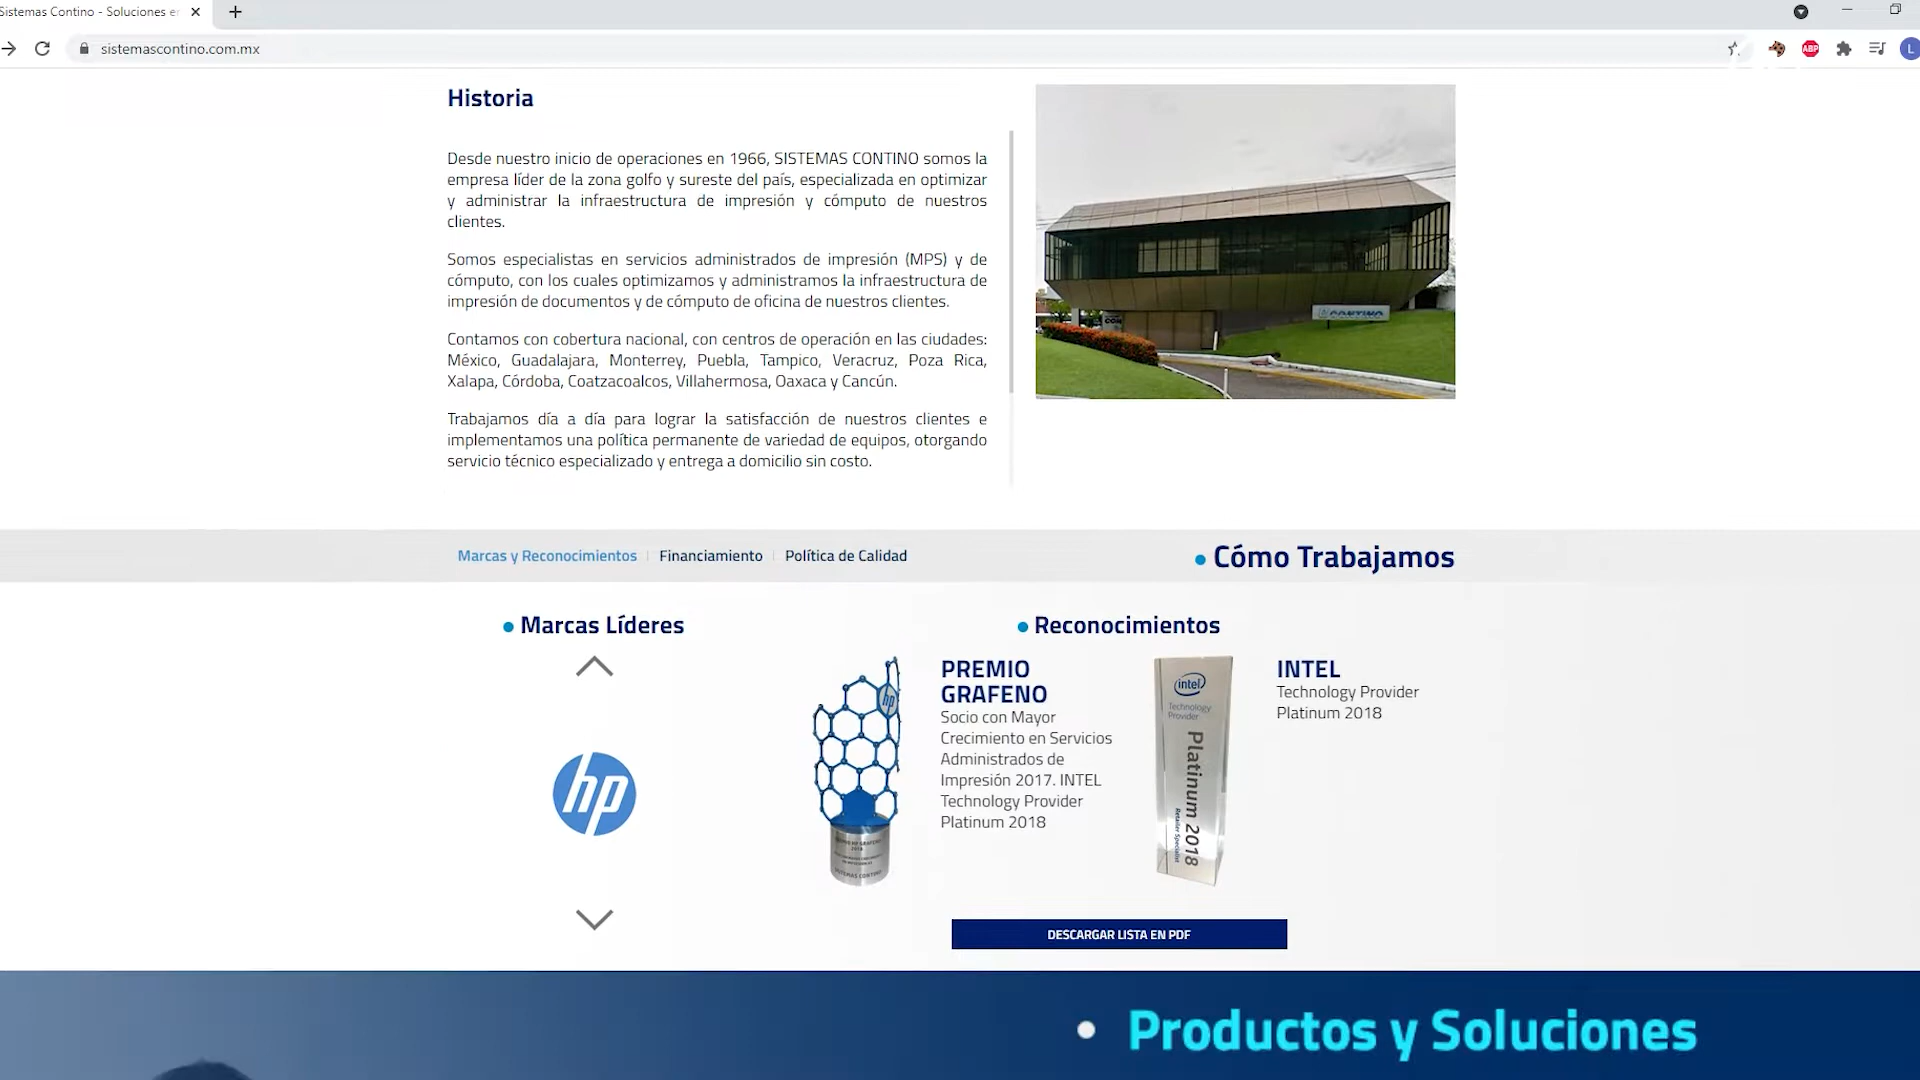 Sistemas Contino - Soluciones e
sistemascontino.com.mx
ABP
L
Historia
Desde nuestro inicio de operaciones en 1966, SISTEMAS CONTINO somos la
empresa líder de la zona golfo y sureste del país, especializada en optimizar
y administrar la infraestructura de impresión y cómputo de nuestros
clientes.
Somos especialistas en servicios administrados de impresión (MPS) y de
cómputo, con los cuales optimizamos y administramos la infraestructura de
impresión de documentos y de cómputo de oficina de nuestros clientes.
Contamos con cobertura nacional, con centros de operación en las ciudades:
México, Guadalajara, Monterrey, Puebla, Tampico, Veracruz, Poza Rica,
Xalapa, Córdoba, Coatzacoalcos, Villahermosa, Oaxaca y Cancún.
Trabajamos día a día para lograr la satisfacción de nuestros clientes e
implementamos una política permanente de variedad de equipos, otorgando
servicio técnico especializado y entrega a domicilio sin costo.
CONTINO
Marcas y Reconocimientos
Financiamiento
Política de Calidad
Cómo Trabajamos
Marcas Líderes
hp
Reconocimientos
hp
PREMIO
GRAFENO
Socio con Mayor
Crecimiento en Servicios
Administrados de
Impresión 2017. INTEL
Technology Provider
Platinum 2018
intel
Technology
Provider
Platinum 2018
Retailer Specialist
INTEL
Technology Provider
Platinum 2018
DESCARGAR LISTA EN PDF
Productos y Soluciones